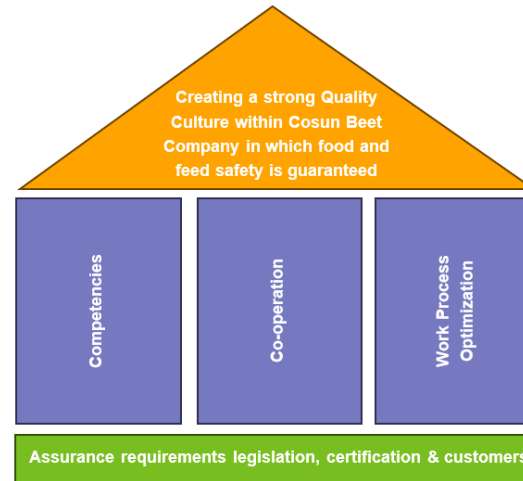 Creating a strong Quality
Culture within Cosun Beet
Company in which food and
feed safety is guaranteed
Competencies
Co-operation
Work Process
Optimization
Assurance requirements legislation, certification & customers